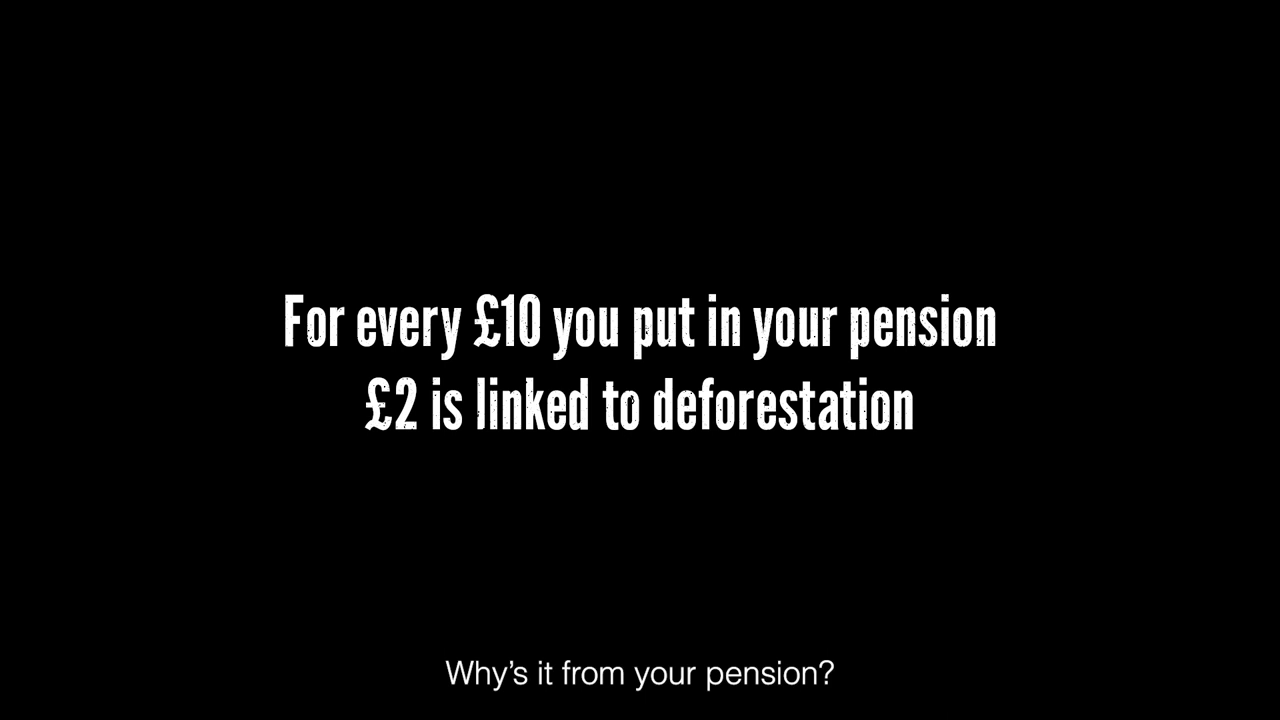 For every £10 you put in your pension
£2 is linked to deforestation
Why's it from your pension?